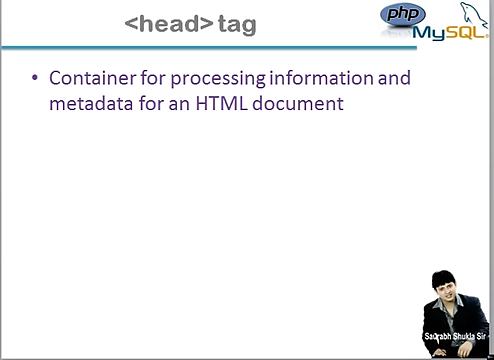 <head> tag
php
MySQL
• Container for processing information and
metadata for an HTML document
Saurabh Shukla Sir